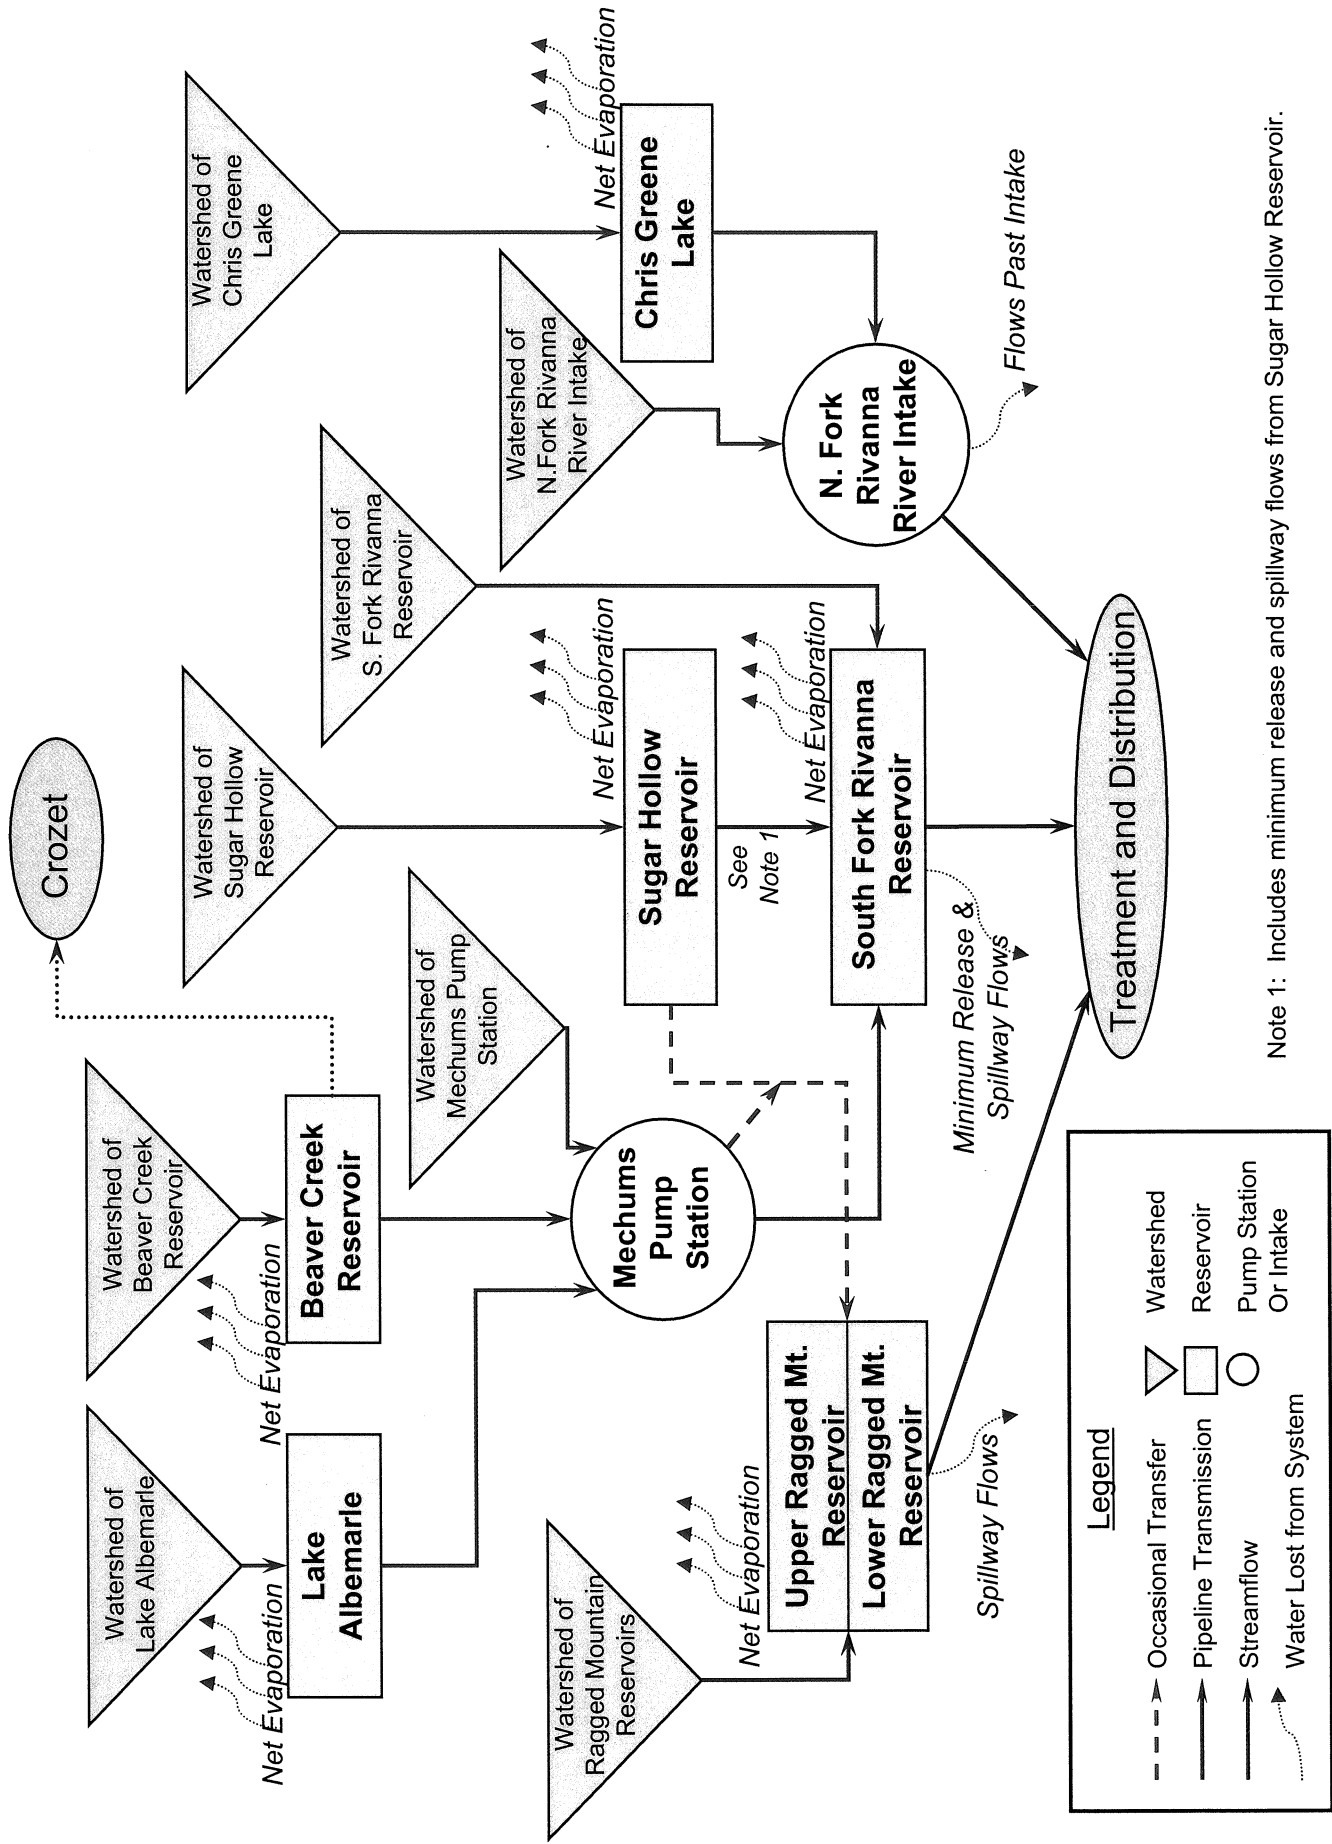 Crozet
Watershed of
Lake Albemarle
Watershed of
Beaver Creek
Reservoir
Watershed of
Sugar Hollow
Reservoir
Watershed of
Chris Greene
Lake
Net Evaporation
Net Evaporation
Lake
Albemarle
Beaver Creek
Reservoir
Watershed of
Mechums Pump
Station
Watershed of
S. Fork Rivanna
Reservoir
Watershed of
N.Fork Rivanna
River Intake
Net Evaporation
Net Evaporation
Watershed of
Ragged Mountain
Reservoirs
Mechums
Pump
Station
Sugar Hollow
Reservoir
Chris Greene
Lake
See
Note 1
Net Evaporation
Net Evaporation
Upper Ragged Mt.
Reservoir
Lower Ragged Mt.
Reservoir
South Fork Rivanna
Reservoir
N. Fork
Rivanna
River Intake
Spillway Flows
Minimum Release &
Spillway Flows
Flows Past Intake
Treatment and Distribution
Legend
Occasional Transfer
Pipeline Transmission
Streamflow
Water Lost from System
Watershed
Reservoir
Pump Station
Or Intake
Note 1: Includes minimum release and spillway flows from Sugar Hollow Reservoir.